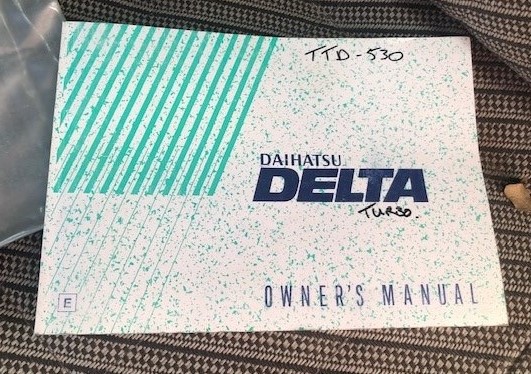 TTD-530
DAIHATSU
DELTA
TURBO
OWNER'S MANUAL
E